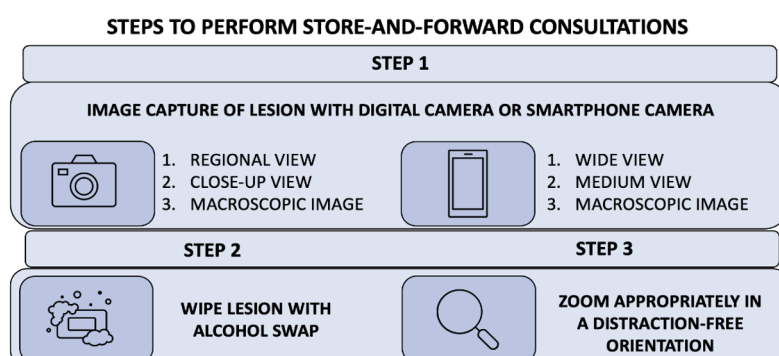 STEPS TO PERFORM STORE-AND-FORWARD CONSULTATIONS
STEP 1
IMAGE CAPTURE OF LESION WITH DIGITAL CAMERA OR SMARTPHONE CAMERA
1. REGIONAL VIEW
2. CLOSE-UP VIEW
3. MACROSCOPIC IMAGE
1. WIDE VIEW
2. MEDIUM VIEW
3. MACROSCOPIC IMAGE
STEP 2
WIPE LESION WITH
ALCOHOL SWAP
STEP 3
ZOOM APPROPRIATELY IN
A DISTRACTION-FREE
ORIENTATION